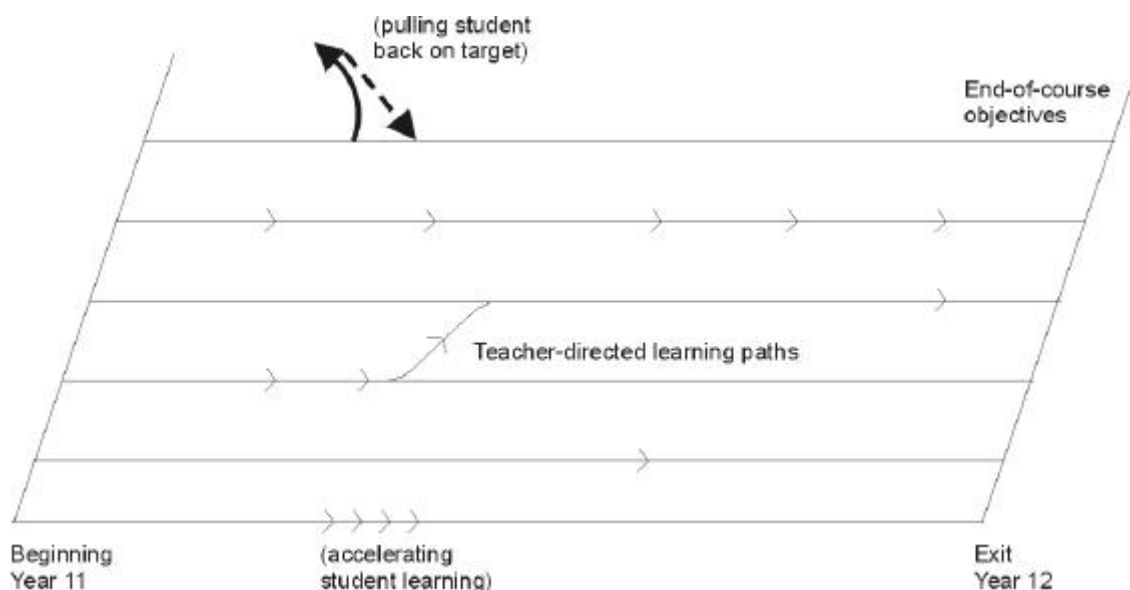 (pulling student
back on target)
End-of-course
objectives
Teacher-directed learning paths
Beginning
Year 11
(accelerating
student learning)
Exit
Year 12